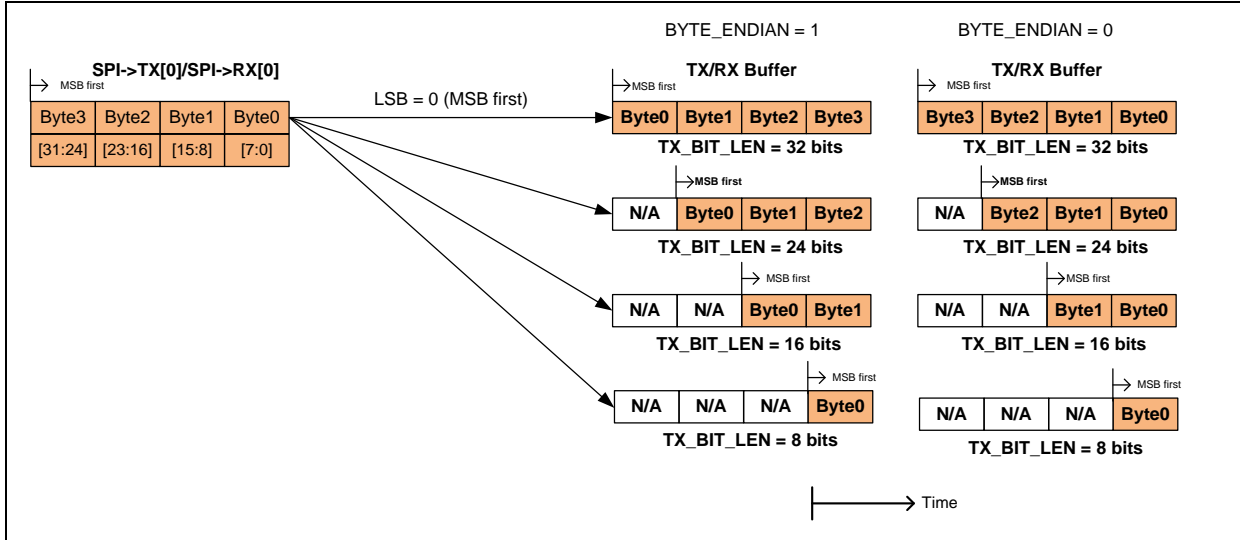 BYTE_ENDIAN = 1 BYTE_ENDIAN = 0
SPI->TX[0]/SPI->RX[0] TX/RX Buffer TX/RX Buffer
MSB first MSB first MSB first
LSB = 0 (MSB first)
Byte3 Byte2 Byte1 Byte0 Byte0 Byte1 Byte2 Byte3 Byte3 Byte2 Byte1 Byte0
[31:24] [23:16] [15:8] [7:0] TX_BIT_LEN = 32 bits TX_BIT_LEN = 32 bits
MSB first MSB first
N/A Byte0 Byte1 Byte2 N/A Byte2 Byte1 Byte0
TX_BIT_LEN = 24 bits TX_BIT_LEN = 24 bits
MSB first MSB first
N/A N/A Byte0 Byte1 N/A N/A Byte1 Byte0
TX_BIT_LEN = 16 bits TX_BIT_LEN = 16 bits
MSB first MSB first
N/A N/A N/A Byte0 N/A N/A N/A Byte0
TX_BIT_LEN = 8 bits TX_BIT_LEN = 8 bits
Time